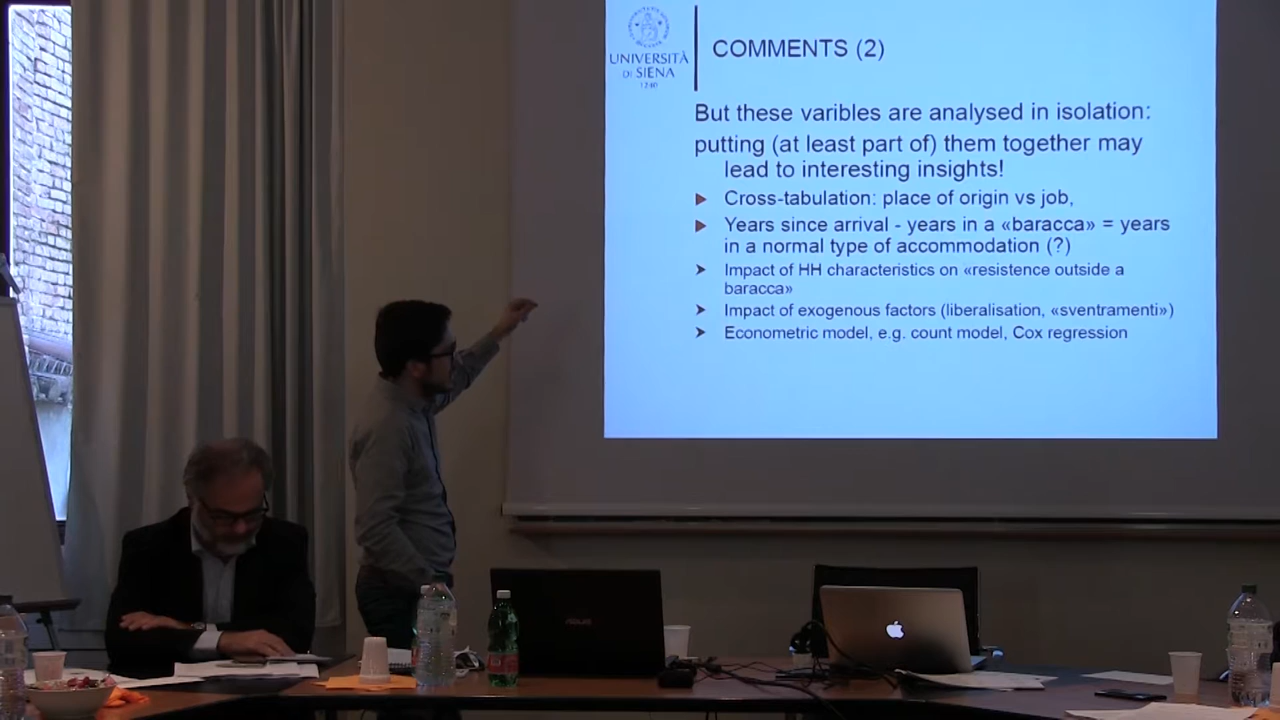 UNIVERSITÀ
DI SIENA
1240
COMMENTS (2)
But these varibles are analysed in isolation:
putting (at least part of) them together may
lead to interesting insights!
Cross-tabulation: place of origin vs job,
Years since arrival - years in a «baracca» = years
in a normal type of accommodation (?)
Impact of HH characteristics on «resistence outside a
baracca»
Impact of exogenous factors (liberalisation, «sventramenti»)
Econometric model, e.g. count model, Cox regression
ASUS